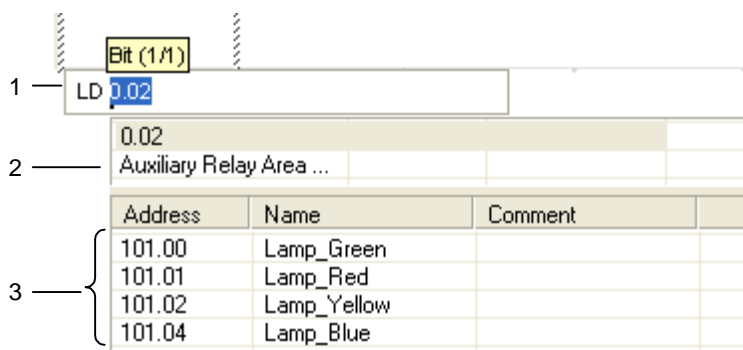 Bit (1/1)
1
LD 0.02
0.02
2
Auxiliary Relay Area ...
Address Name Comment
101.00 Lamp_Green
101.01 Lamp_Red
3
101.02 Lamp_Yellow
101.04 Lamp_Blue